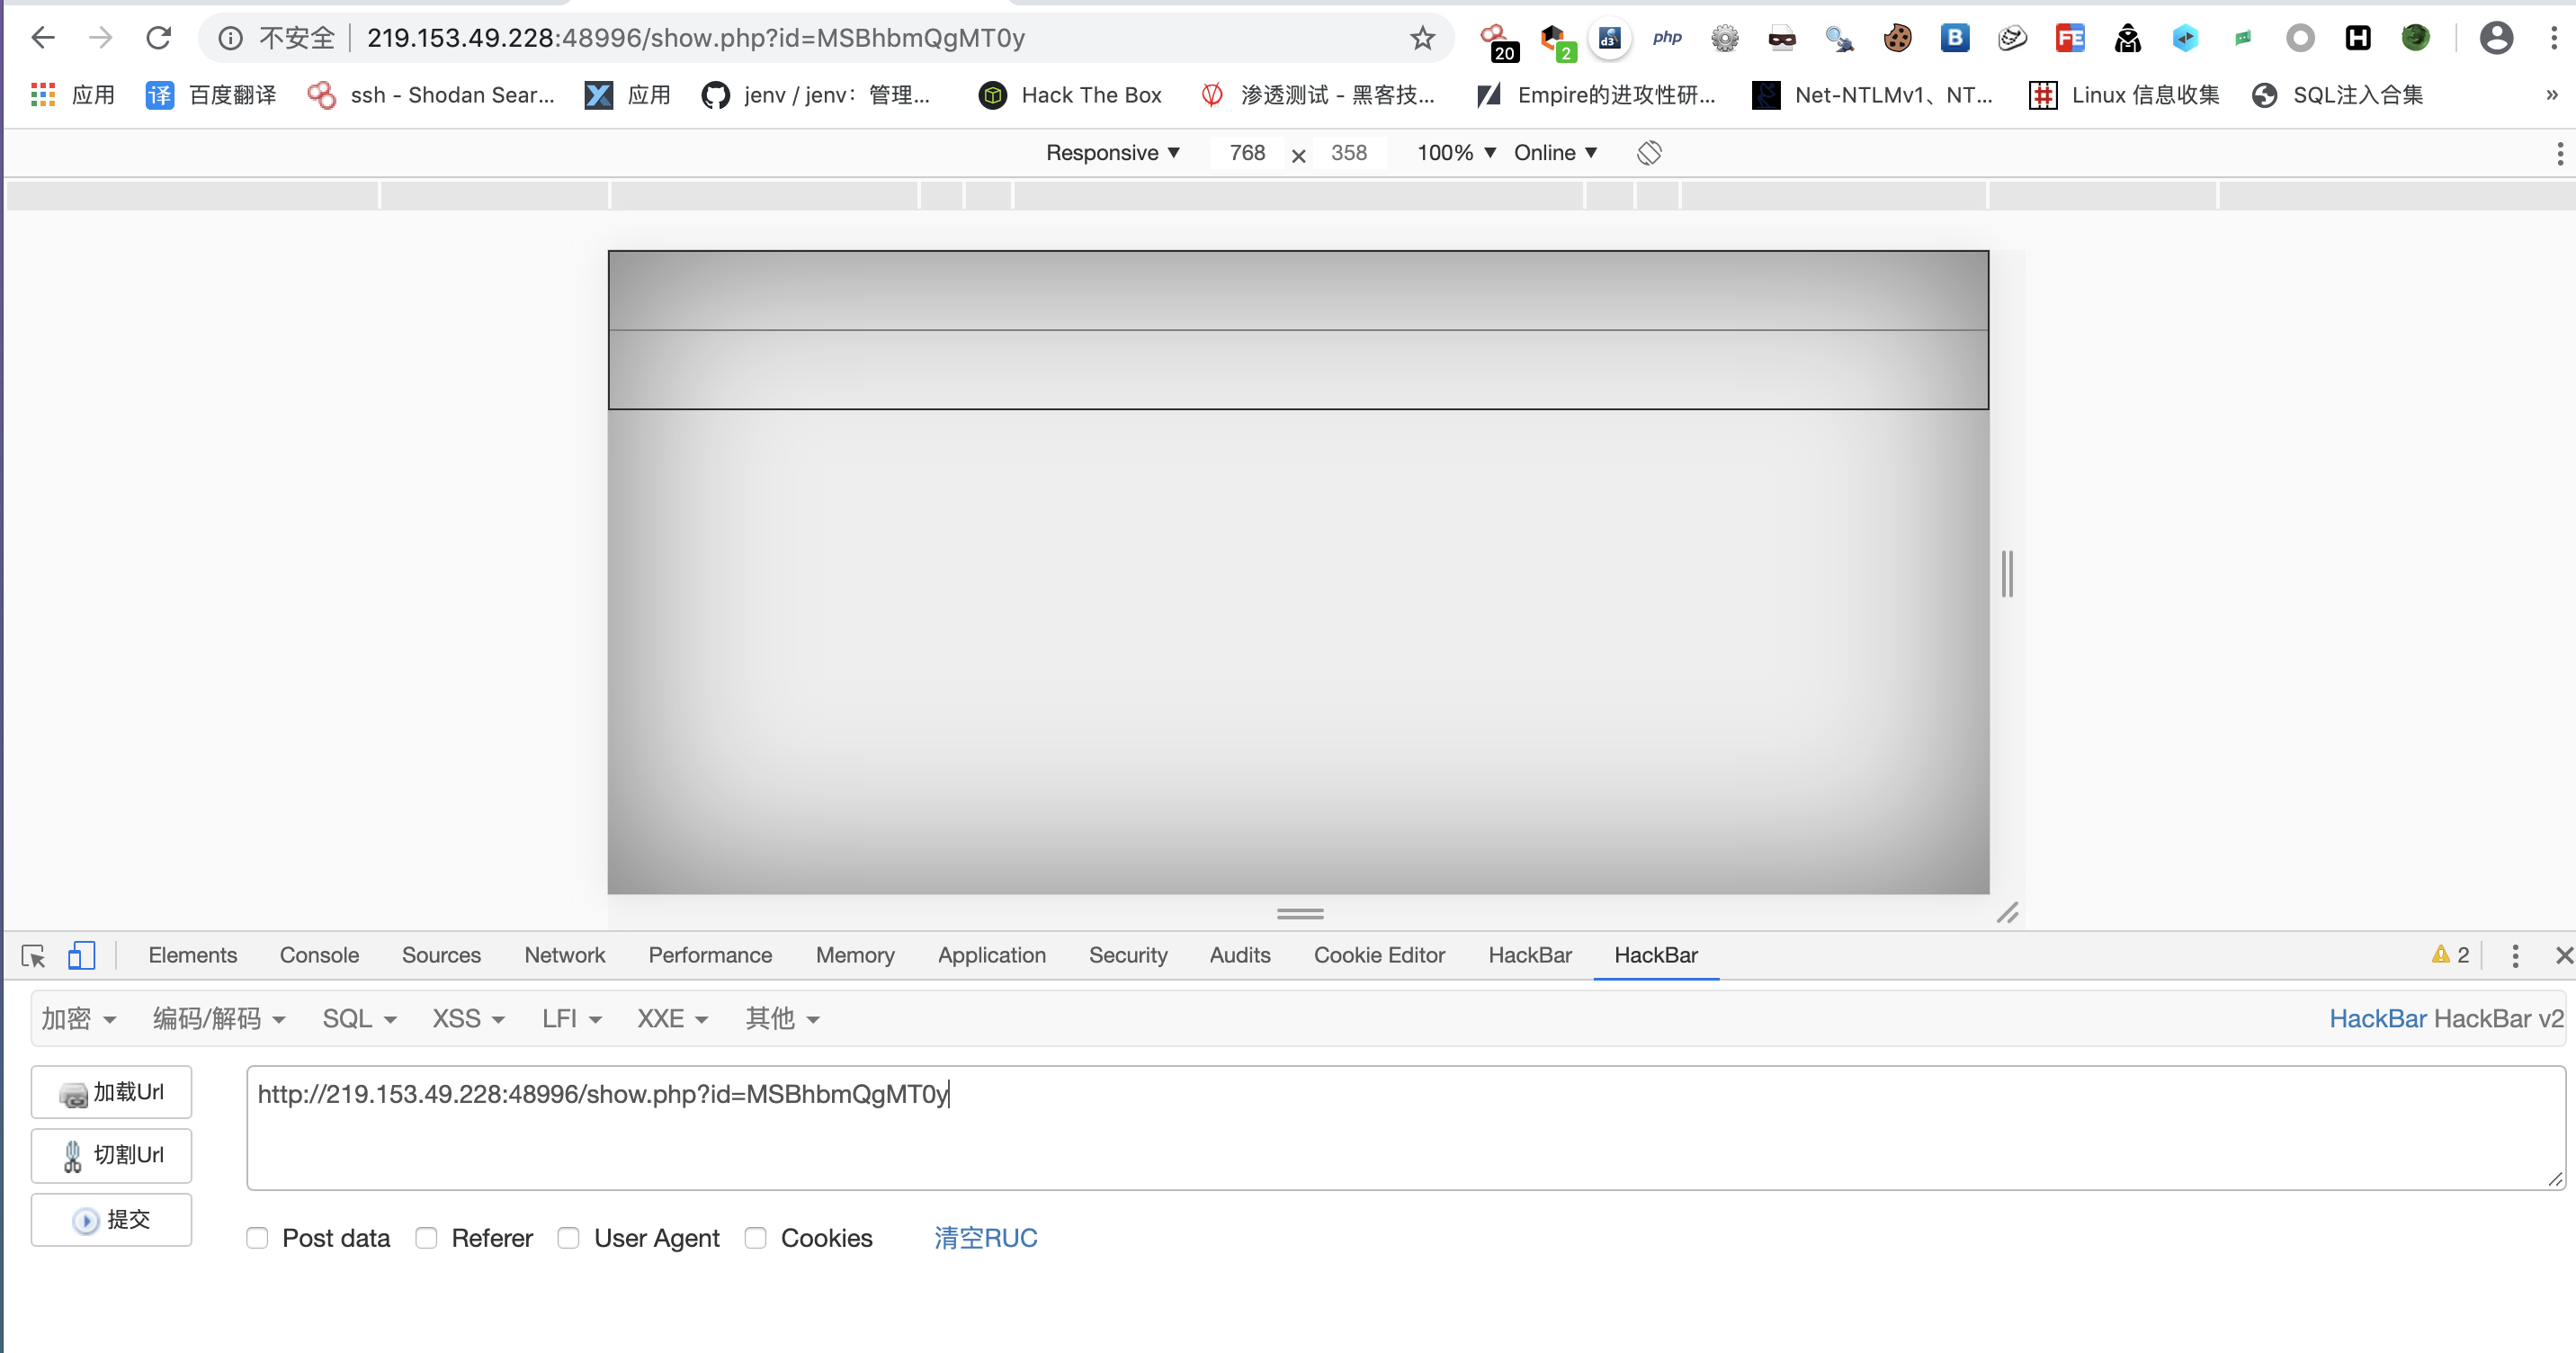 不安全 219.153.49.228:48996/show.php?id=MSBhbmQgMT0y 20 2 d3 php B FE H
应用 译 百度翻译 ssh - Shodan Sear... 应用 jenv / jenv：管理... Hack The Box 渗透测试 - 黑客技... Empire的进攻性研... Net-NTLMv1、NT... Linux 信息收集 SQL注入合集 »
Responsive ▼ 768 × 358 100% ▼ Online ▼
Elements Console Sources Network Performance Memory Application Security Audits Cookie Editor HackBar HackBar 2
加密 编码/解码 SQL XSS LFI XXE 其他 HackBar HackBar v2
加载Url http://219.153.49.228:48996/show.php?id=MSBhbmQgMT0y
切割Url
提交
Post data Referer User Agent Cookies 清空RUC